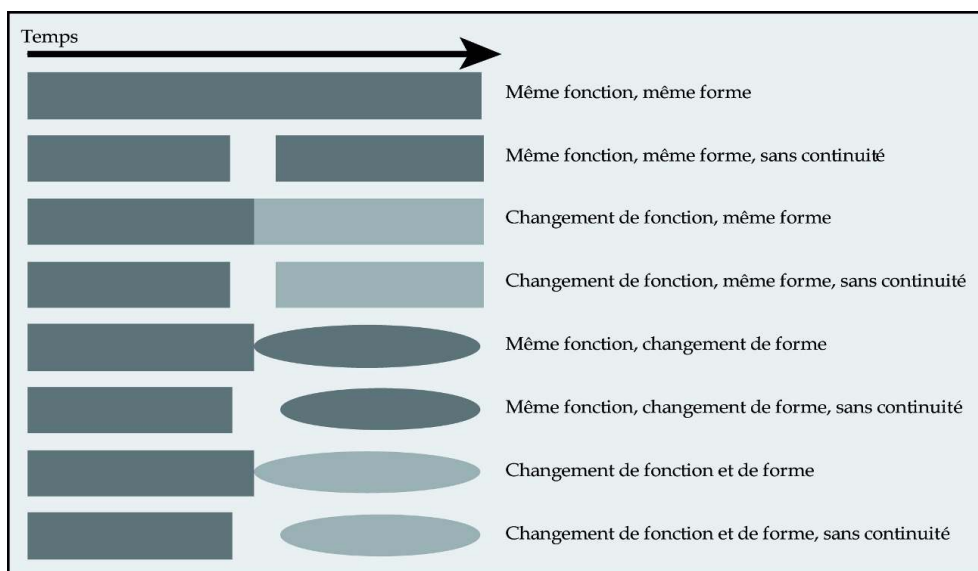 Temps
Même fonction, même forme
Même fonction, même forme, sans continuité
Changement de fonction, même forme
Changement de fonction, même forme, sans continuité
Même fonction, changement de forme
Même fonction, changement de forme, sans continuité
Changement de fonction et de forme
Changement de fonction et de forme, sans continuité